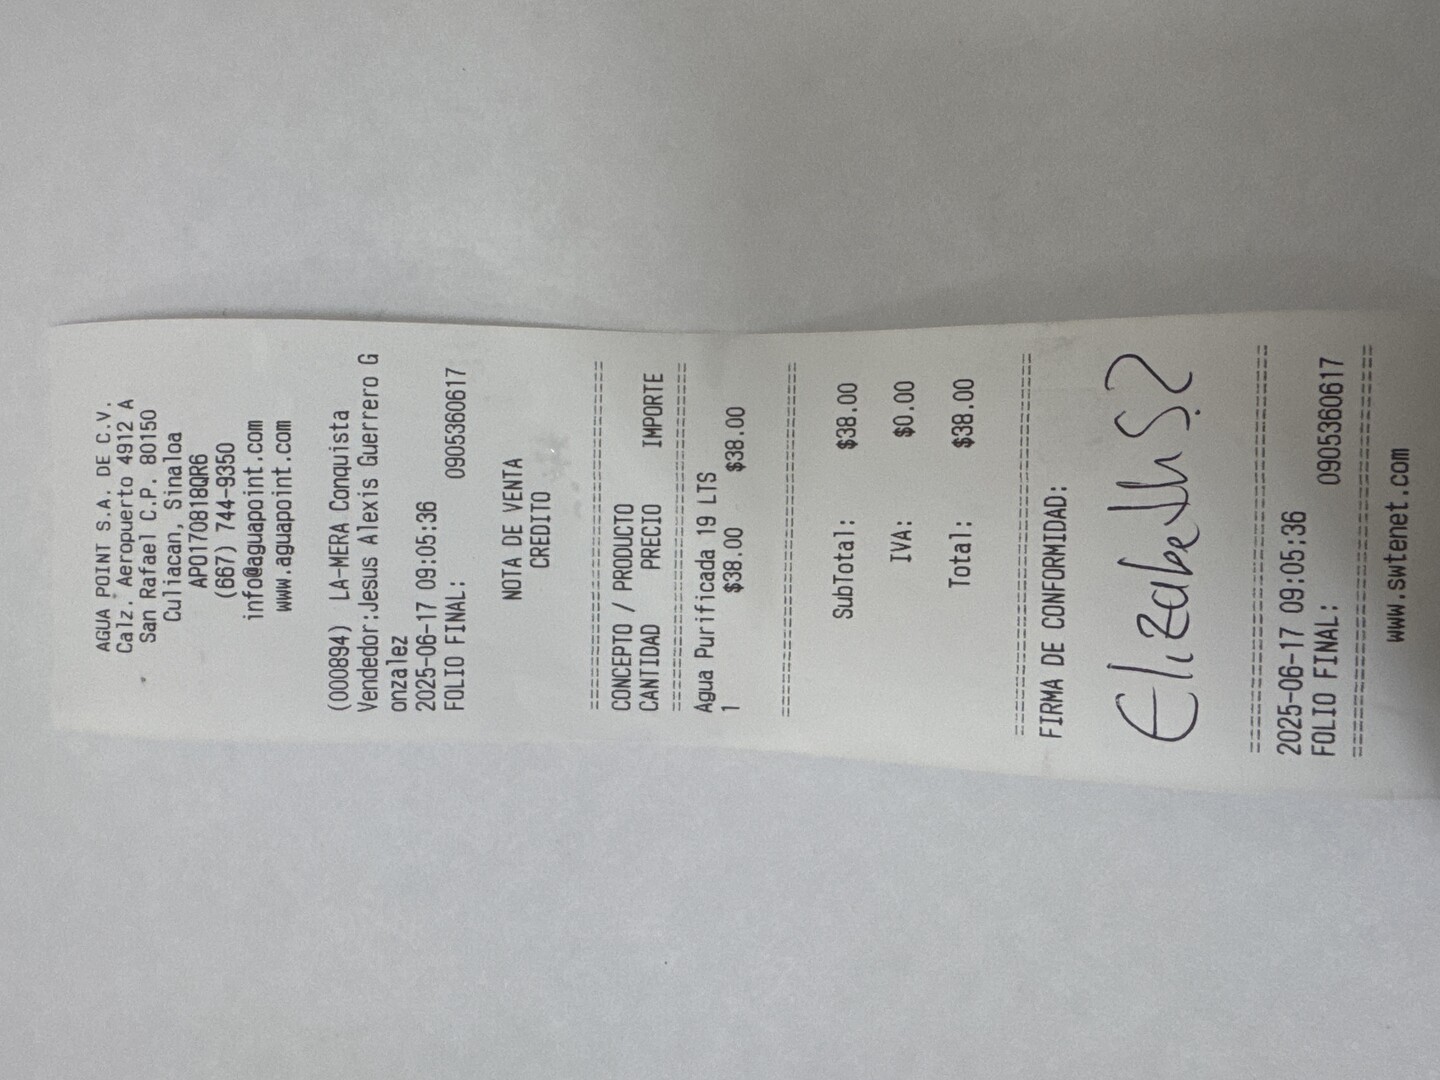 AGUA POINT S.A. DE C.V.
Calz. Aeropuerto 4912 A
San Rafael C.P. 80150
Culiacan, Sinaloa
APO170818QR6
(667) 744-9350
info@aguapoint.com
www.aguapoint.com
(000894) LA-MERA Conquista
Vendedor:Jesus Alexis Guerrero G
onzalez
2025-06-17 09:05:36
FOLIO FINAL: 0905360617
NOTA DE VENTA
CREDITO
================================
CONCEPTO / PRODUCTO
CANTIDAD PRECIO IMPORTE
================================
Agua Purificada 19 LTS
1 $38.00 $38.00
================================
SubTotal: $38.00
IVA: $0.00
Total: $38.00
================================
FIRMA DE CONFORMIDAD:
Elizabeth S.
================================
2025-06-17 09:05:36
FOLIO FINAL: 0905360617
================================
www.swtenet.com